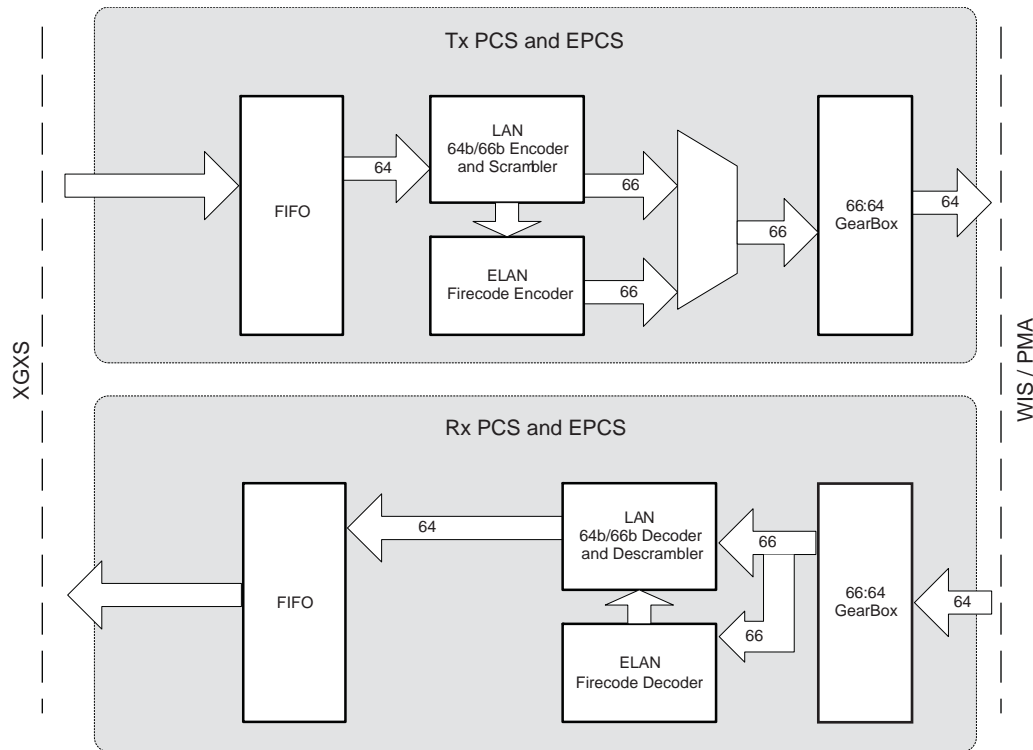 Tx PCS and EPCS
FIFO
64
LAN
64b/66b Encoder
and Scrambler
66
ELAN
Firecode Encoder
66
66
66:64
GearBox
64
XGXS
WIS / PMA
Rx PCS and EPCS
FIFO
64
LAN
64b/66b Decoder
and Descrambler
66
ELAN
Firecode Decoder
66
66:64
GearBox
64